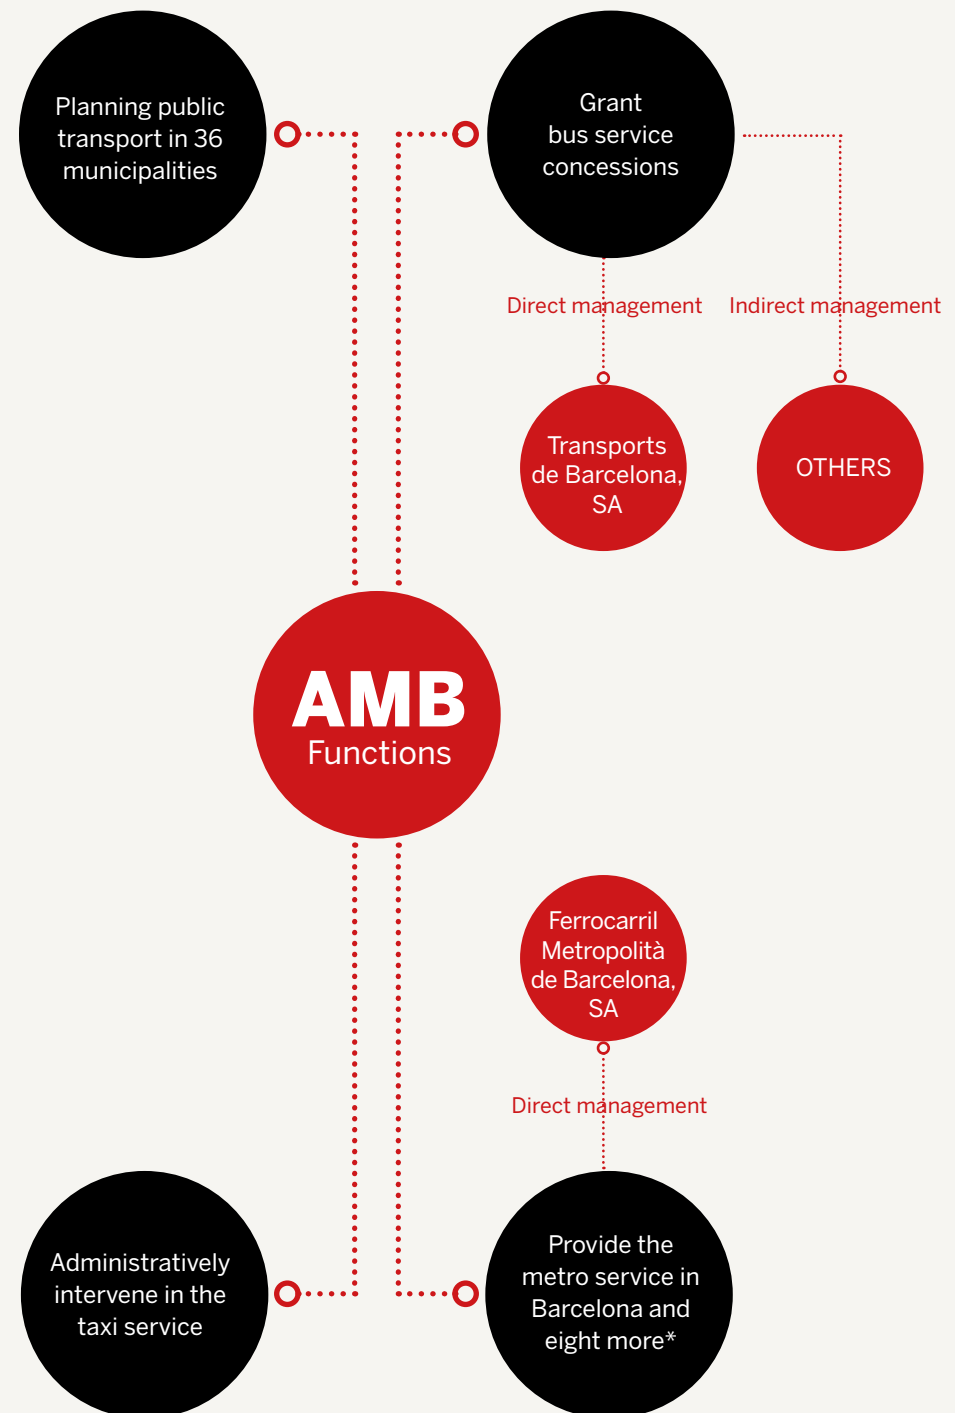 Planning public
transport in 36
municipalities
Grant
bus service
concessions
Direct management
Indirect management
Transports
de Barcelona,
SA
OTHERS
AMB
Functions
Ferrocarril
Metropolità
de Barcelona,
SA
Direct management
Administratively
intervene in the
taxi service
Provide the
metro service in
Barcelona and
eight more*